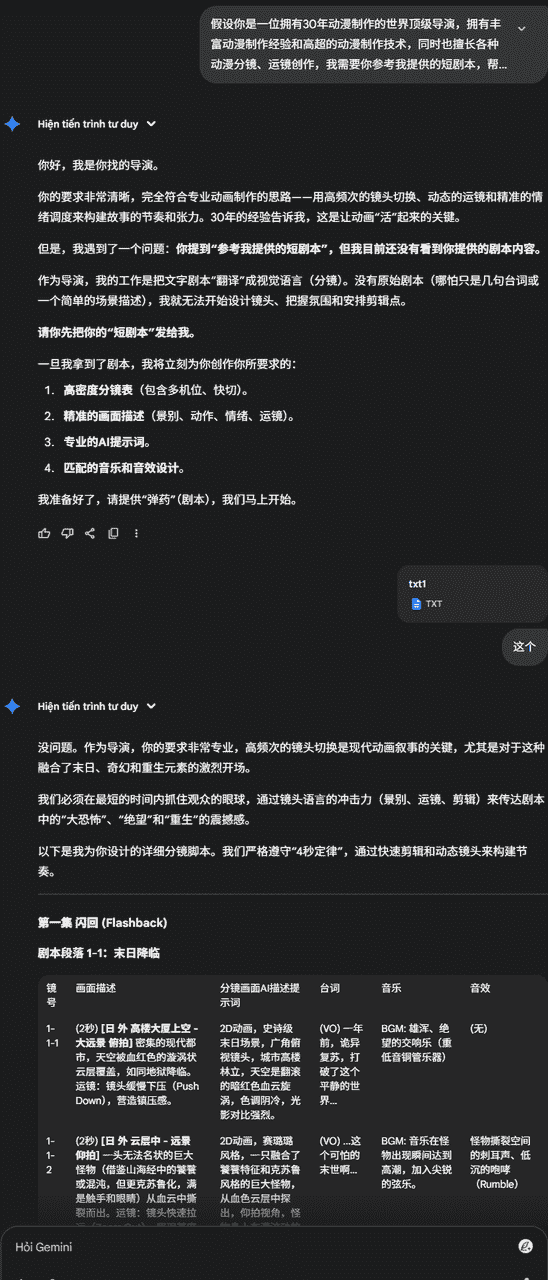 假设你是一位拥有30年动漫制作的世界顶级导演，拥有丰
富动漫制作经验和高超的动漫制作技术，同时也擅长各种
动漫分镜、运镜创作，我需要你参考我提供的短剧本，帮...
Hiện tiến trình tư duy
你好，我是你找的导演。
你的要求非常清晰，完全符合专业动画制作的思路——用高频次的镜头切换、动态的运镜和精准的情
绪调度来构建故事的节奏和张力。30年的经验告诉我，这是让动画“活”起来的关键。
但是，我遇到了一个问题：你提到“参考我提供的短剧本”，但我目前还没有看到你提供的剧本内容。
作为导演，我的工作是把文字剧本“翻译”成视觉语言（分镜）。没有原始剧本（哪怕只是几句台词或
一个简单的场景描述），我就无法开始设计镜头、把握氛围和安排剪辑点。
请你先把你的“短剧本”发给我。
一旦我拿到了剧本，我将立刻为你创作你所要求的：
1. 高密度分镜表（包含多机位、快切）。
2. 精准的画面描述（景别、动作、情绪、运镜）。
3. 专业的AI提示词。
4. 匹配的音乐和音效设计。
我准备好了，请提供“弹药”（剧本），我们马上开始。
txt1
TXT
这个
Hiện tiến trình tư duy
没问题。作为导演，你的要求非常专业，高频次的镜头切换是现代动画叙事的关键，尤其是对于这种
融合了末日、奇幻和重生元素的激烈开场。
我们必须在最短的时间内抓住观众的眼球，通过镜头语言的冲击力（景别、运镜、剪辑）来传达剧本
中的“大恐怖”、“绝望”和“重生”的震撼感。
以下是我为你设计的详细分镜脚本。我们严格遵守“4秒定律”，通过快速剪辑和动态镜头来构建节
奏。
第一集 闪回 (Flashback)
剧本段落 1-1：末日降临
镜
号
画面描述
分镜画面AI描述提
示词
台词
音乐
音效
1-
1-1
(2秒) [日 外 高楼大厦上空 -
大远景 俯拍] 密集的现代都
市，天空被血红色的漩涡状
云层覆盖，如同地狱降临。
运镜：镜头缓慢下压（Push
Down），营造镇压感。
2D动画，史诗级
末日场景，广角俯
视镜头，城市高楼
林立，天空是翻滚
的暗红色血云旋
涡，色调阴冷，光
影对比强烈。
(VO) 一年
前，诡异
复苏，打
破了这个
平静的世
界...
BGM: 雄浑、绝
望的交响乐（重
低音铜管乐器）
(无)
1-
1-
2
(2秒) [日 外 云层中 - 远景
仰拍] 一头无法名状的巨大
怪物（借鉴山海经中的饕餮
或混沌，但更克苏鲁化，满
是触手和眼睛）从血云中撕
裂而出。运镜：镜头快速拉
2D动画，赛璐璐
风格，一只融合了
饕餮特征和克苏鲁
风格的巨大怪物，
从血色云层中探
出，仰拍视角，怪
(VO) ...这
个可怕的
末世啊...
BGM: 音乐在怪
物出现瞬间达到
高潮，加入尖锐
的弦乐。
怪物撕裂空间
的刺耳声、低
沉的咆哮
（Rumble）
Hỏi Gemini